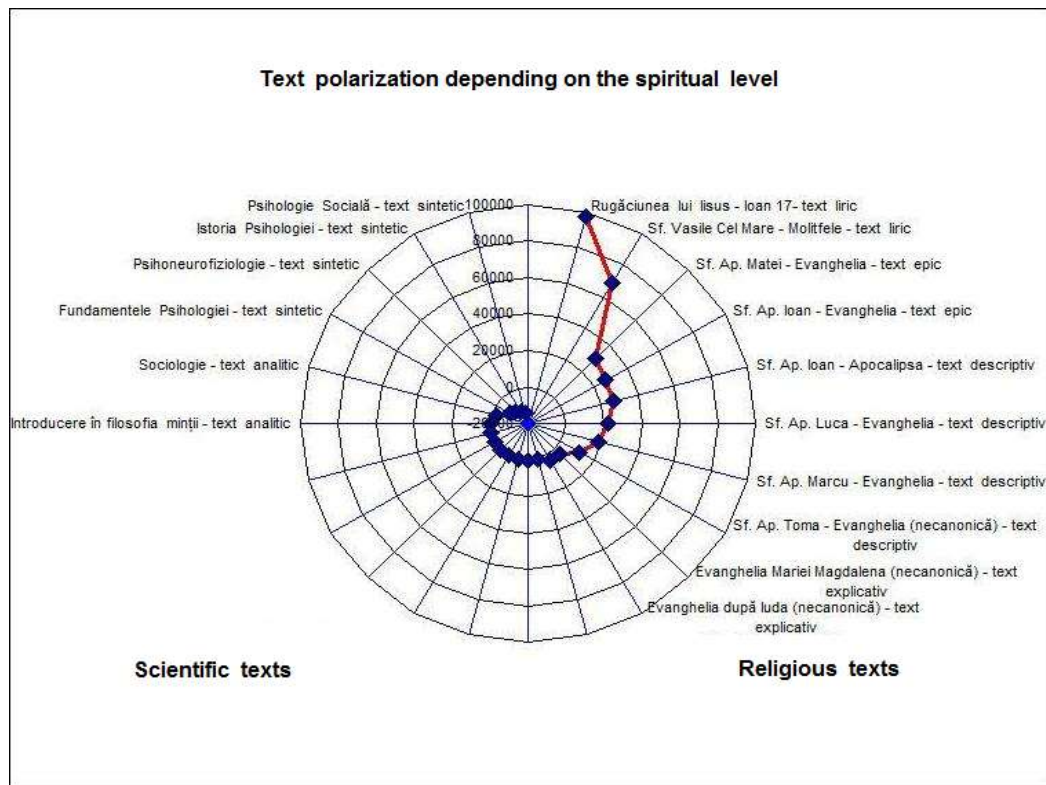 Text polarization depending on the spiritual level
Psihologie Socială - text sintetic
100000
Rugăciunea lui Iisus - Ioan 17- text liric
Istoria Psihologiei - text sintetic
80000
Sf. Vasile Cel Mare - Molitfele - text liric
Psihoneurofiziologie - text sintetic
60000
Sf. Ap. Matei - Evanghelia - text epic
Fundamentele Psihologiei - text sintetic
40000
Sf. Ap. Ioan - Evanghelia - text epic
20000
Sociologie - text analitic
0
Sf. Ap. Ioan - Apocalipsa - text descriptiv
Introducere în filosofia minții - text analitic
Sf. Ap. Luca - Evanghelia - text descriptiv
Sf. Ap. Marcu - Evanghelia - text descriptiv
Sf. Ap. Toma - Evanghelia (necanonică) - text
descriptiv
Evanghelia Mariei Magdalena (necanonică) - text
explicativ
Evanghelia după Iuda (necanonică) - text
explicativ
Scientific texts
Religious texts